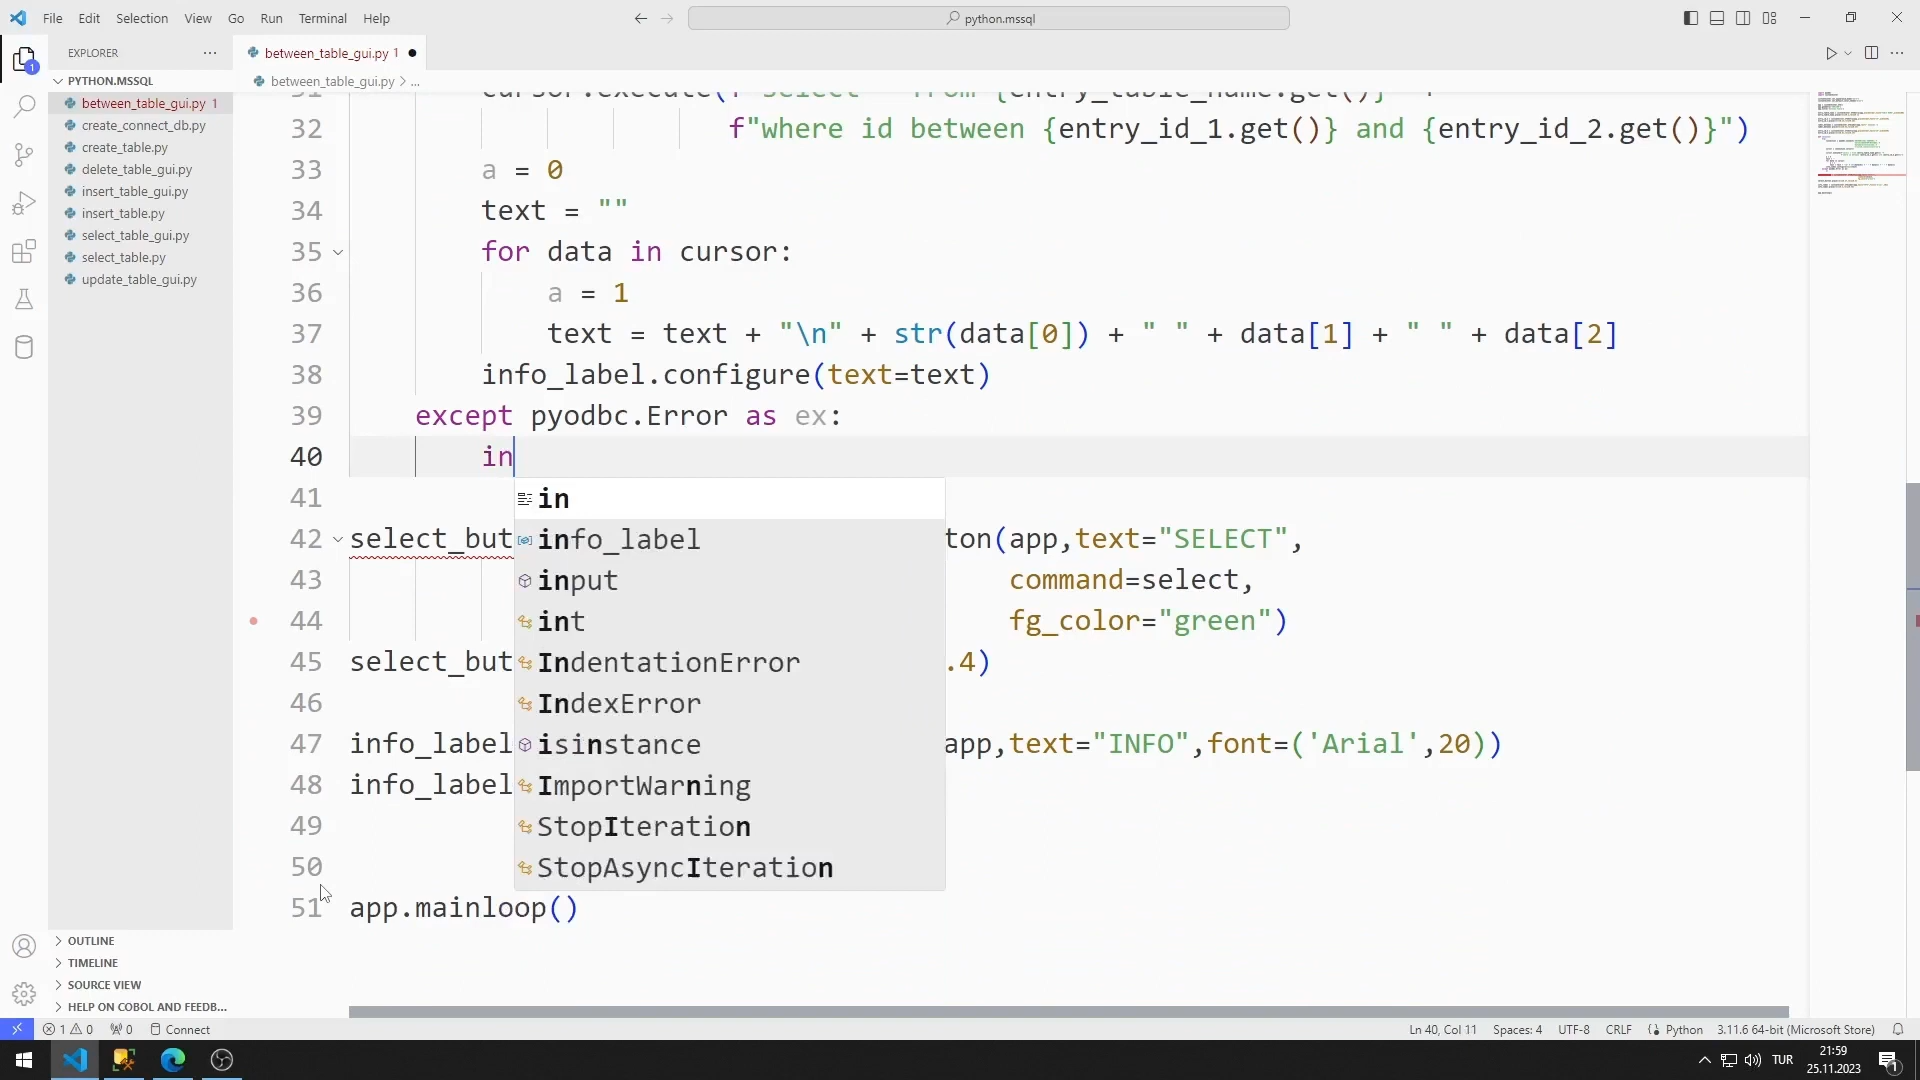 File Edit Selection View Go Run Terminal Help
python.mssql
EXPLORER
between_table_gui.py 1
PYTHON.MSSQL
between_table_gui.py > ...
between_table_gui.py 1
create_connect_db.py
create_table.py
delete_table_gui.py
insert_table_gui.py
insert_table.py
select_table_gui.py
select_table.py
update_table_gui.py
32 f"where id between {entry_id_1.get()} and {entry_id_2.get()}")
33 a = 0
34 text = ""
35 for data in cursor:
36 a = 1
37 text = text + "\n" + str(data[0]) + " " + data[1] + " " + data[2]
38 info_label.configure(text=text)
39 except pyodbc.Error as ex:
40 in
41
in
info_label
input
int
IndentationError
IndexError
isinstance
ImportWarning
StopIteration
StopAsyncIteration
42 select_but ton(app,text="SELECT",
43 command=select,
44 fg_color="green")
45 select_but .4)
46
47 info_label app,text="INFO",font=('Arial',20))
48 info_label
49
50
51 app.mainloop()
OUTLINE
TIMELINE
SOURCE VIEW
HELP ON COBOL AND FEEDB...
1 0 0 Connect
Ln 40, Col 11 Spaces: 4 UTF-8 CRLF Python 3.11.6 64-bit (Microsoft Store)
TUR
21:59
25.11.2023